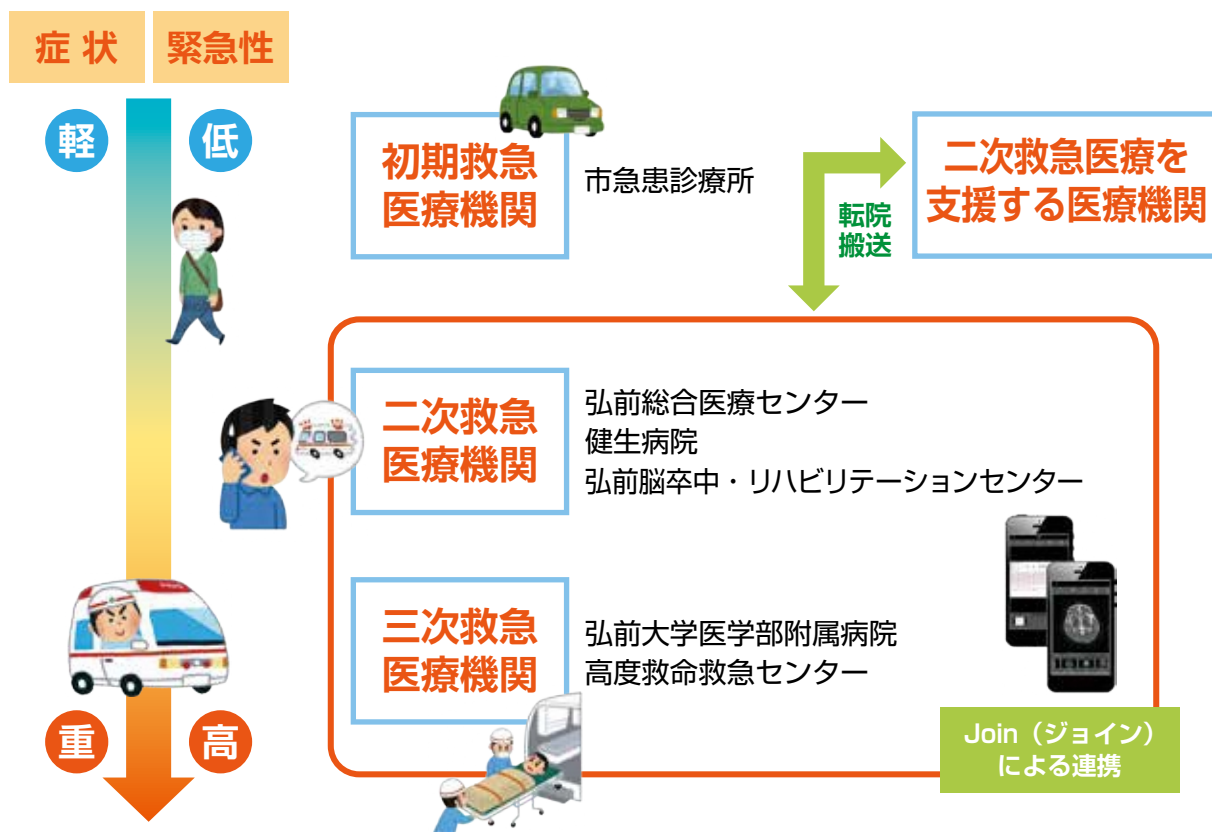 症状
緊急性
軽
低
初期救急
医療機関
市急患診療所
転院
搬送
二次救急医療を
支援する医療機関
二次救急
医療機関
弘前総合医療センター
健生病院
弘前脳卒中・リハビリテーションセンター
三次救急
医療機関
弘前大学医学部附属病院
高度救命救急センター
重
高
Join（ジョイン）
による連携